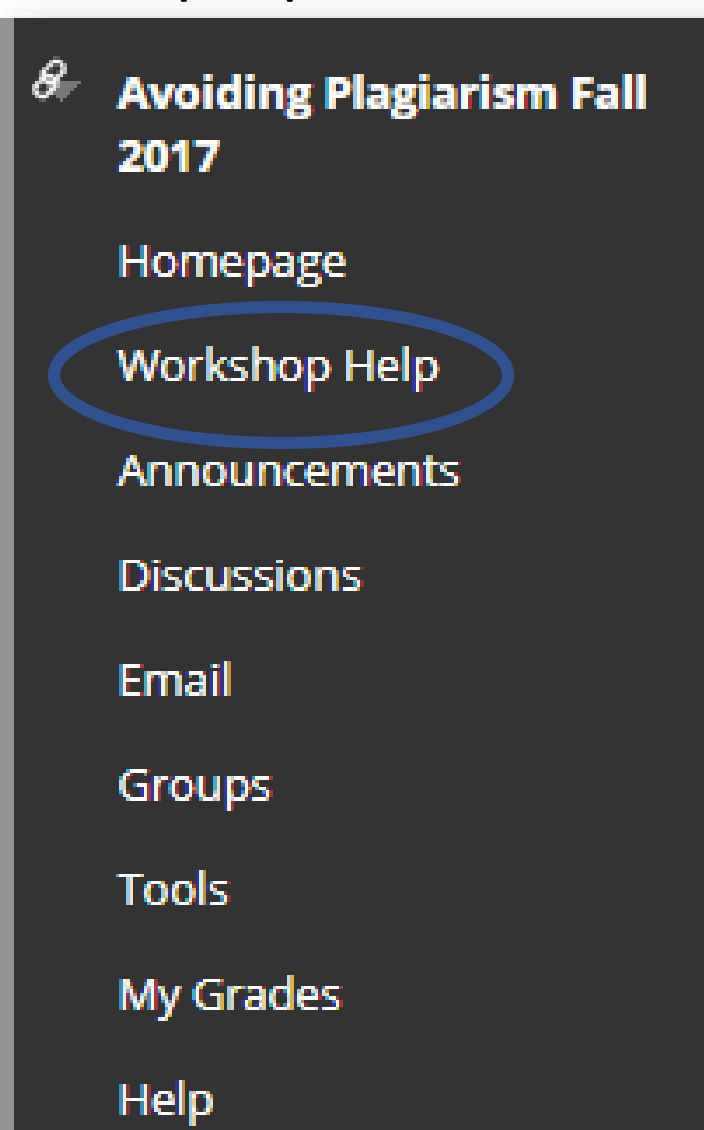 Avoiding Plagiarism Fall
2017
Homepage
Workshop Help
Announcements
Discussions
Email
Groups
Tools
My Grades
Help